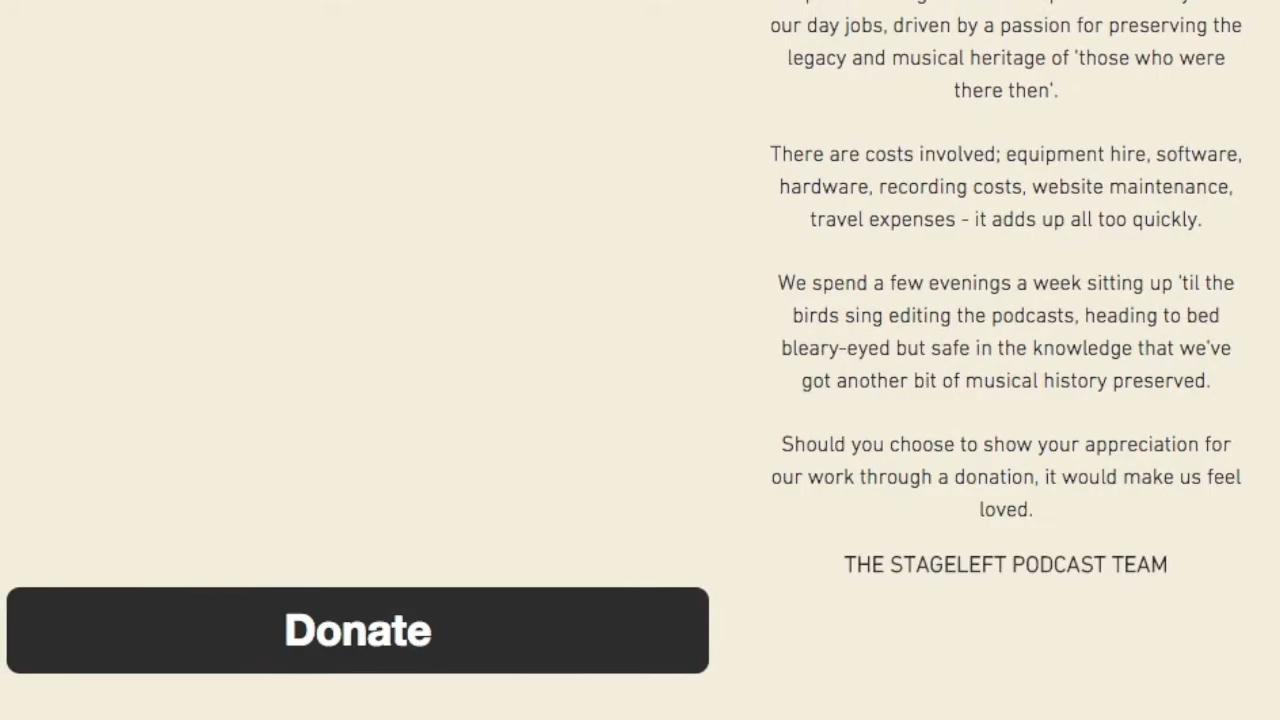 our day jobs, driven by a passion for preserving the
legacy and musical heritage of 'those who were
there then'.
There are costs involved; equipment hire, software,
hardware, recording costs, website maintenance,
travel expenses - it adds up all too quickly.
We spend a few evenings a week sitting up 'til the
birds sing editing the podcasts, heading to bed
bleary-eyed but safe in the knowledge that we've
got another bit of musical history preserved.
Should you choose to show your appreciation for
our work through a donation, it would make us feel
loved.
THE STAGELEFT PODCAST TEAM
Donate